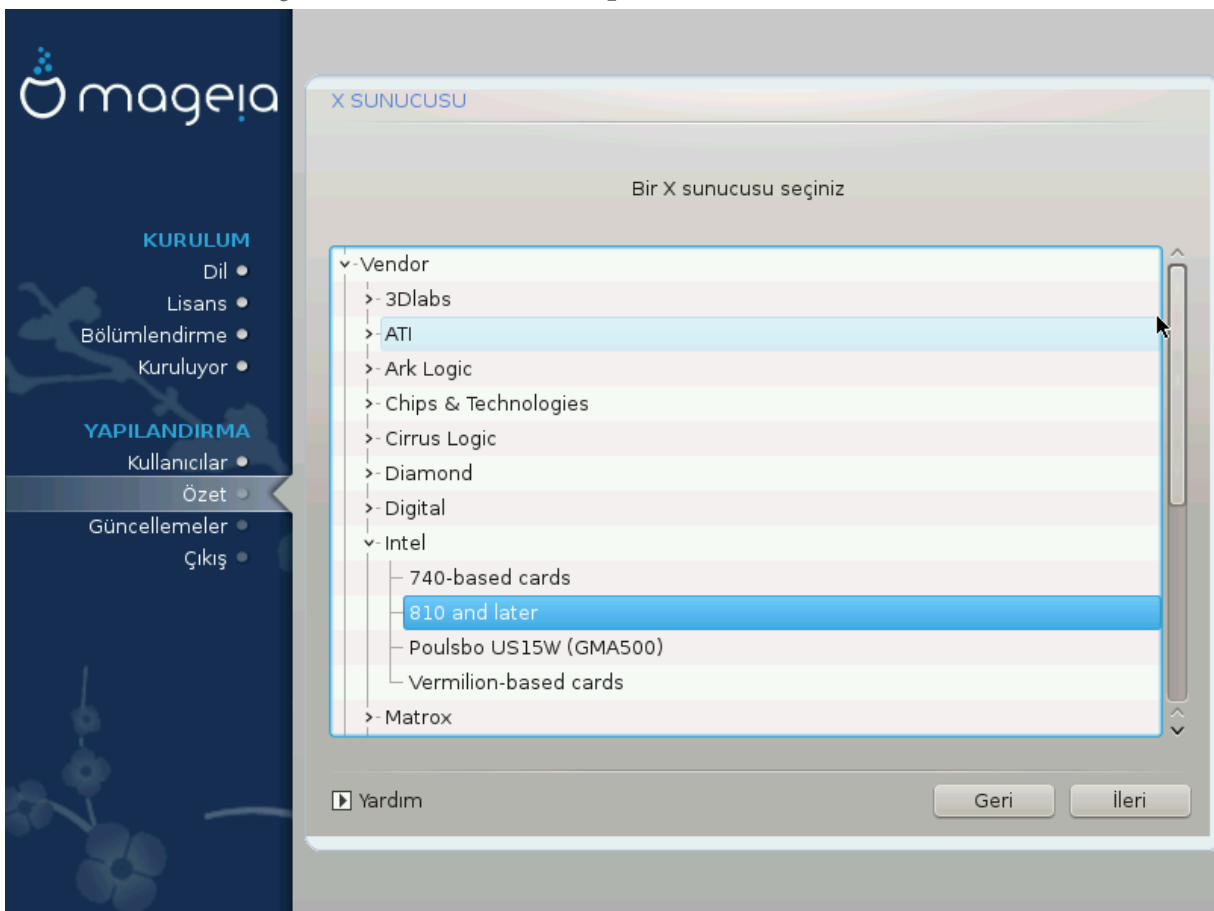 mageia
X SUNUCUSU
Bir X sunucusu seçiniz
KURULUM
Dil
Lisans
Bölümlendirme
Kuruluyor
YAPILANDIRMA
Kullanıcılar
Özet
Güncellemeler
Çıkış
Vendor
3Dlabs
ATI
Ark Logic
Chips & Technologies
Cirrus Logic
Diamond
Digital
Intel
740-based cards
810 and later
Poulsbo US15W (GMA500)
Vermilion-based cards
Matrox
Yardım
Geri
İleri